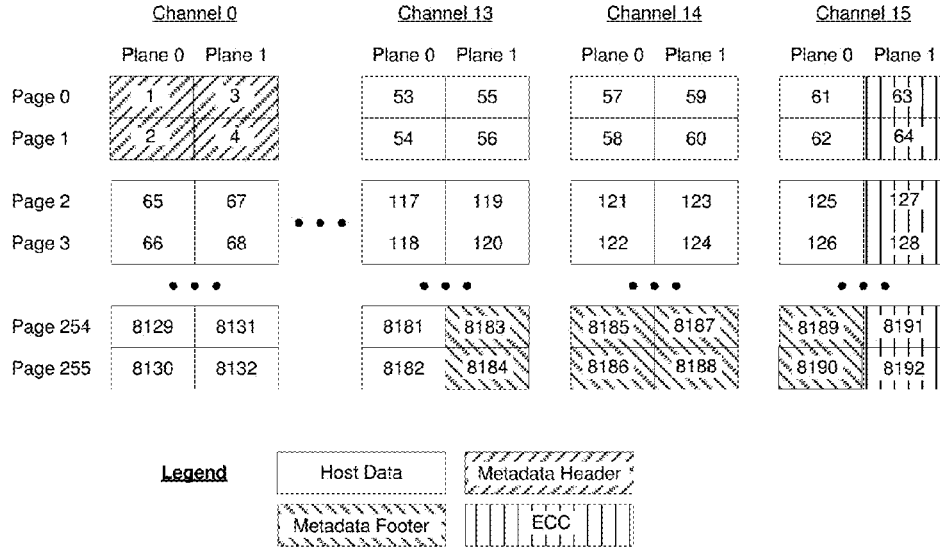 Channel 0 Channel 13 Channel 14 Channel 15
Plane 0 Plane 1 Plane 0 Plane 1 Plane 0 Plane 1 Plane 0 Plane 1
Page 0 1 3 53 55 57 59 61 63
Page 1 2 4 54 56 58 60 62 64
Page 2 65 67 117 119 121 123 125 127
Page 3 66 68 118 120 122 124 126 128
Page 254 8129 8131 8181 8183 8185 8187 8189 8191
Page 255 8130 8132 8182 8184 8186 8188 8190 8192
Legend Host Data Metadata Header
Metadata Footer ECC